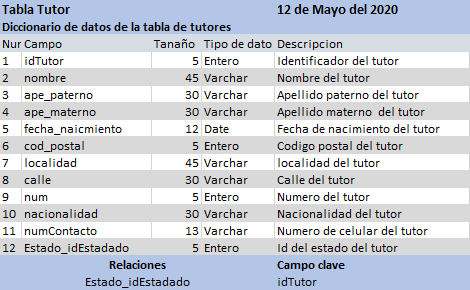 Tabla Tutor 12 de Mayo del 2020
Diccionario de datos de la tabla de tutores
Nur Campo Tanaño Tipo de dato Descripcion
1 idTutor 5 Entero Identificador del tutor
2 nombre 45 Varchar Nombre del tutor
3 ape_paterno 30 Varchar Apellido paterno del tutor
4 ape_materno 30 Varchar Apellido materno del tutor
5 fecha_naicmiento 12 Date Fecha de nacimiento del tutor
6 cod_postal 5 Entero Codigo postal del tutor
7 localidad 45 Varchar localidad del tutor
8 calle 30 Varchar Calle del tutor
9 num 5 Entero Numero del tutor
10 nacionalidad 30 Varchar Nacionalidad del tutor
11 numContacto 13 Varchar Numero de celular del tutor
12 Estado_idEstadado 5 Entero Id del estado del tutor
Relaciones Campo clave
Estado_idEstadado idTutor